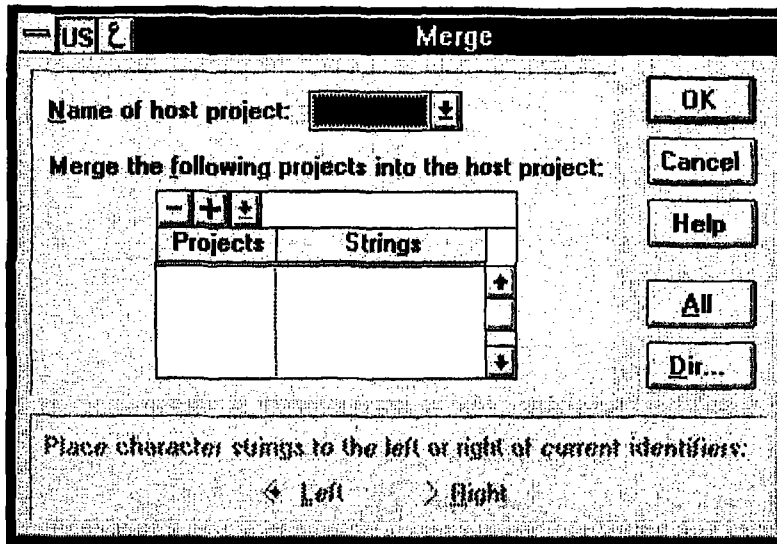 US ع Merge
Name of host project:
OK
Merge the following projects into the host project:
Cancel
Help
Projects Strings
All
Dir...
Place character strings to the left or right of current identifiers:
Left Right